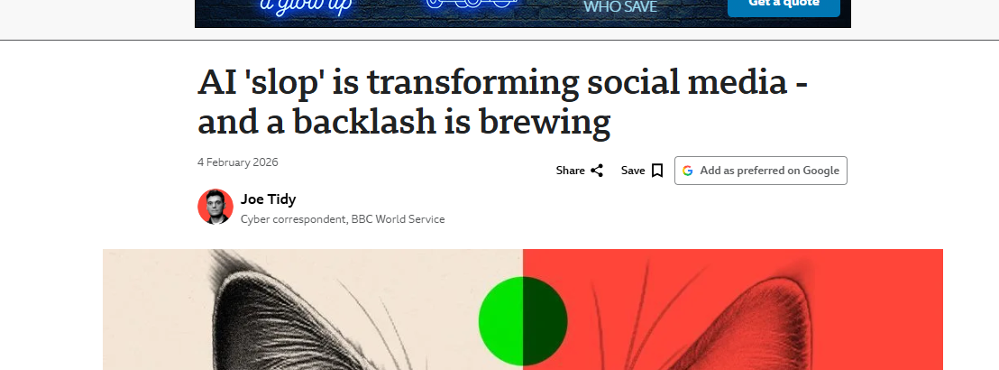 a glow up
WHO SAVE
Get a quote
AI 'slop' is transforming social media -
and a backlash is brewing
4 February 2026
Share
Save
Add as preferred on Google
Joe Tidy
Cyber correspondent, BBC World Service